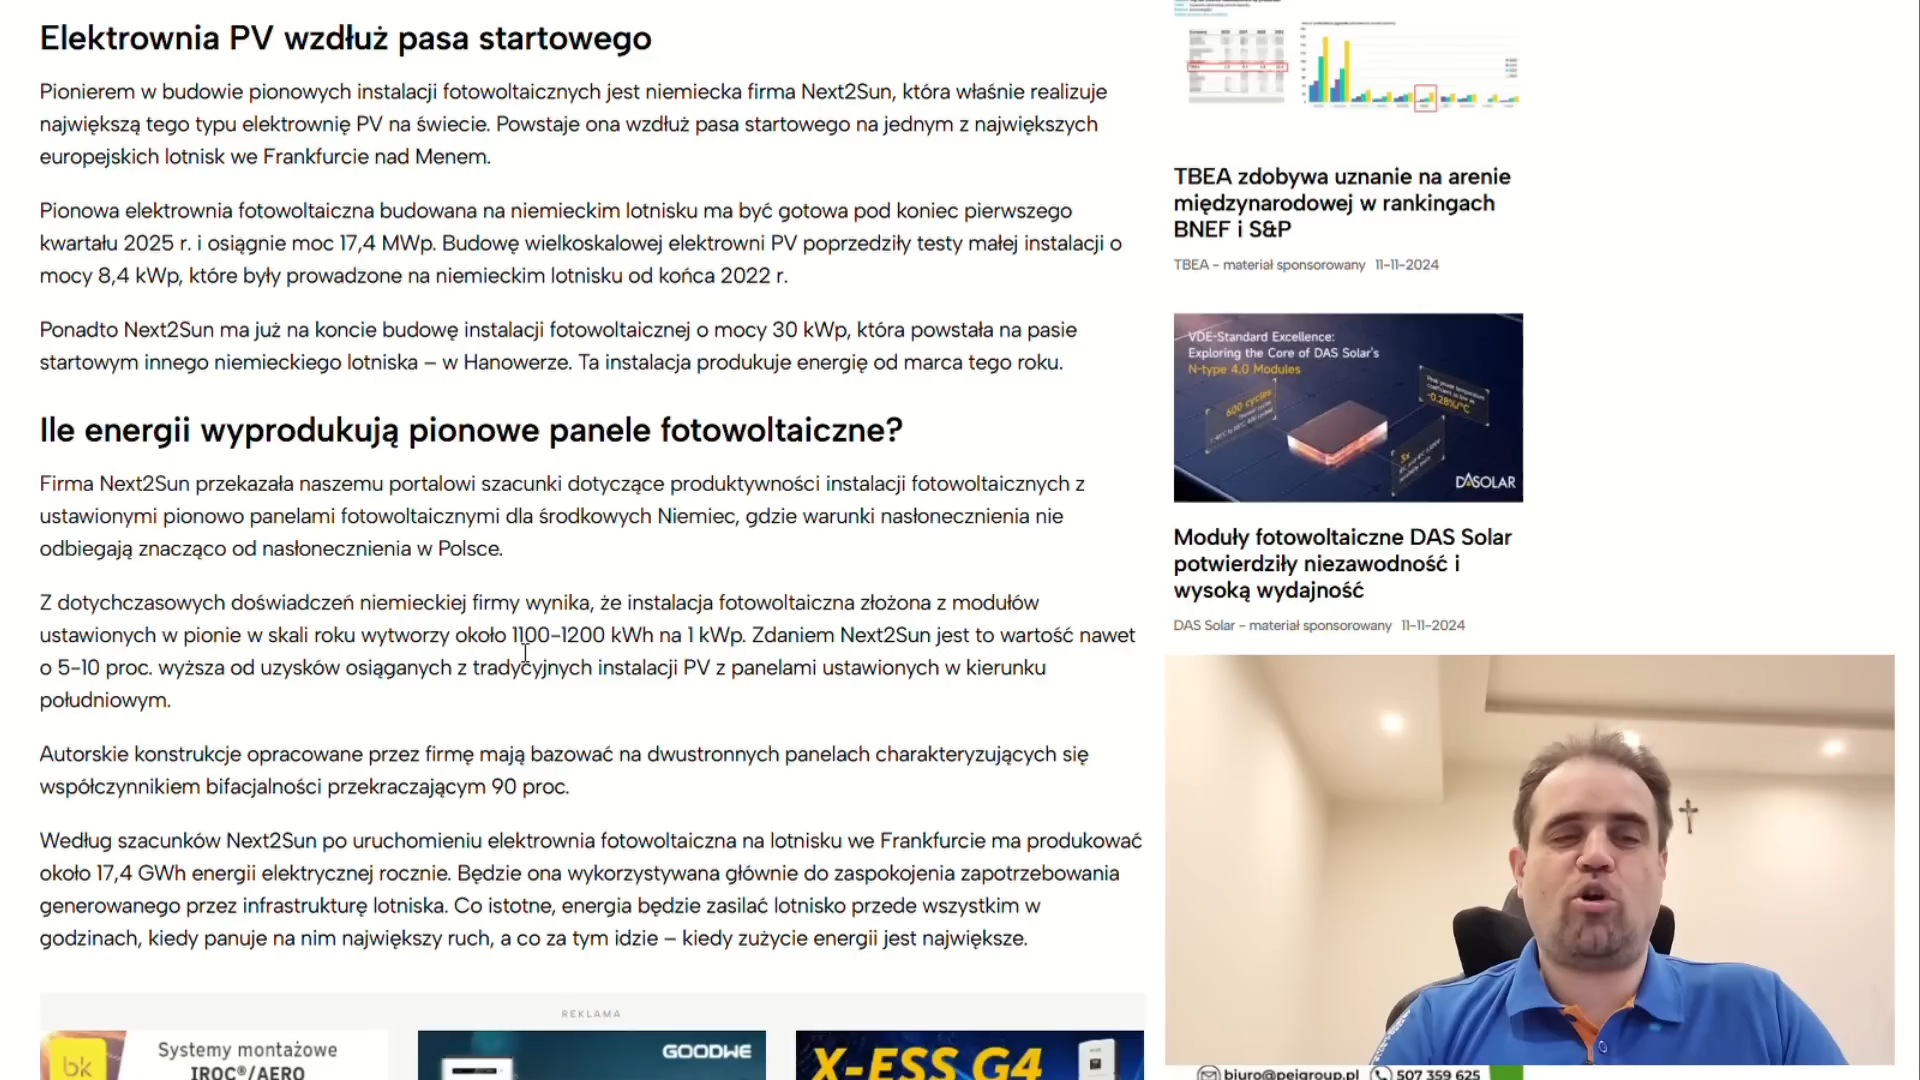 Elektrownia PV wzdłuż pasa startowego
Pionierem w budowie pionowych instalacji fotowoltaicznych jest niemiecka firma Next2Sun, która właśnie realizuje
największą tego typu elektrownię PV na świecie. Powstaje ona wzdłuż pasa startowego na jednym z największych
europejskich lotnisk we Frankfurcie nad Menem.
Pionowa elektrownia fotowoltaiczna budowana na niemieckim lotnisku ma być gotowa pod koniec pierwszego
kwartału 2025 r. i osiągnie moc 17,4 MWp. Budowę wielkoskalowej elektrowni PV poprzedziły testy małej instalacji o
mocy 8,4 kWp, które były prowadzone na niemieckim lotnisku od końca 2022 r.
Ponadto Next2Sun ma już na koncie budowę instalacji fotowoltaicznej o mocy 30 kWp, która powstała na pasie
startowym innego niemieckiego lotniska – w Hanowerze. Ta instalacja produkuje energię od marca tego roku.
Ile energii wyprodukują pionowe panele fotowoltaiczne?
Firma Next2Sun przekazała naszemu portalowi szacunki dotyczące produktywności instalacji fotowoltaicznych z
ustawionymi pionowo panelami fotowoltaicznymi dla środkowych Niemiec, gdzie warunki nasłonecznienia nie
odbiegają znacząco od nasłonecznienia w Polsce.
Z dotychczasowych doświadczeń niemieckiej firmy wynika, że instalacja fotowoltaiczna złożona z modułów
ustawionych w pionie w skali roku wytworzy około 1100-1200 kWh na 1 kWp. Zdaniem Next2Sun jest to wartość nawet
o 5-10 proc. wyższa od uzysków osiąganych z tradycyjnych instalacji PV z panelami ustawionych w kierunku
południowym.
Autorskie konstrukcje opracowane przez firmę mają bazować na dwustronnych panelach charakteryzujących się
współczynnikiem bifacjalności przekraczającym 90 proc.
Według szacunków Next2Sun po uruchomieniu elektrownia fotowoltaiczna na lotnisku we Frankfurcie ma produkować
około 17,4 GWh energii elektrycznej rocznie. Będzie ona wykorzystywana głównie do zaspokojenia zapotrzebowania
generowanego przez infrastrukturę lotniska. Co istotne, energia będzie zasilać lotnisko przede wszystkim w
godzinach, kiedy panuje na nim największy ruch, a co za tym idzie – kiedy zużycie energii jest największe.
REKLAMA
bk
Systemy montażowe
IROC®/AERO
GOODWE
X-ESS G4
TBEA zdobywa uznanie na arenie
międzynarodowej w rankingach
BNEF i S&P
TBEA – materiał sponsorowany 11-11-2024
VDE-Standard Excellence:
Exploring the Core of DAS Solar's
N-type 4.0 Modules
600 cycles
-0.28%/°C
3x
DASOLAR
Moduły fotowoltaiczne DAS Solar
potwierdziły niezawodność i
wysoką wydajność
DAS Solar – materiał sponsorowany 11-11-2024
biuro@peigroup.pl 507 359 625